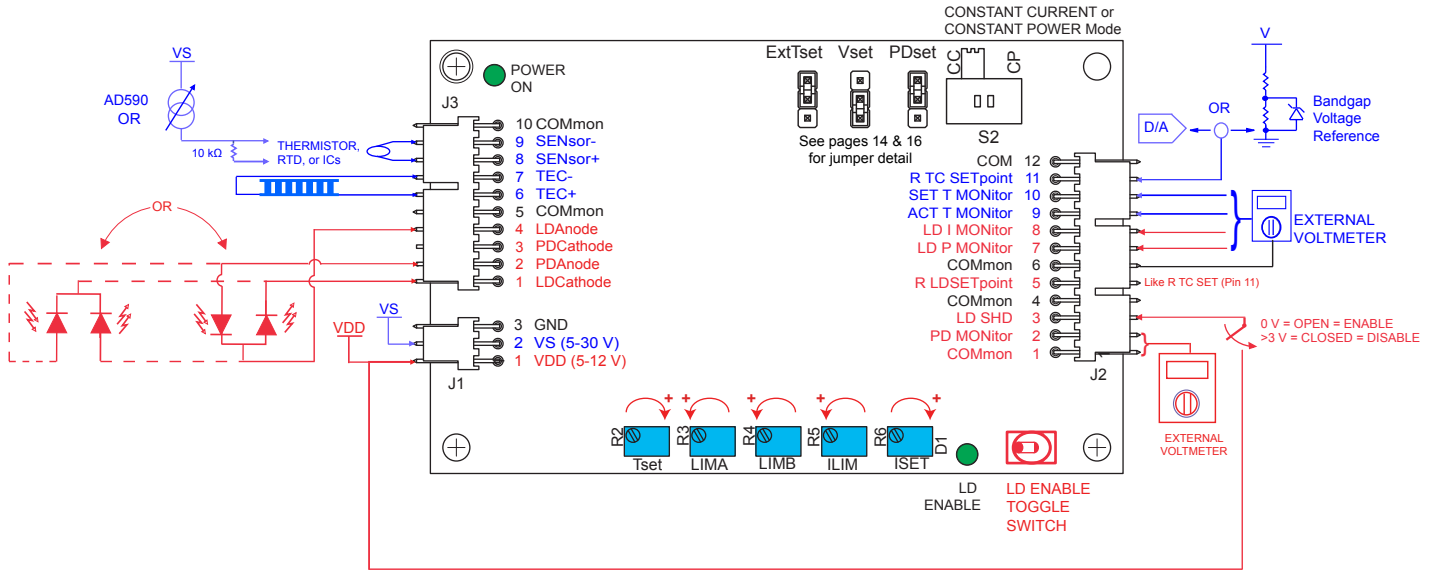 CONSTANT CURRENT or
CONSTANT POWER Mode
ExtTset
Vset
PDset
CC
CP
S2
See pages 14 & 16
for jumper detail
POWER
ON
VS
AD590
OR
10 kΩ
THERMISTOR,
RTD, or ICs
OR
VS
VDD
J3
10 COMmon
9 SENsor-
8 SENsor+
7 TEC-
6 TEC+
5 COMmon
4 LDAnode
3 PDCathode
2 PDAnode
1 LDCathode
3 GND
2 VS (5-30 V)
1 VDD (5-12 V)
J1
COM 12
R TC SETpoint 11
SET T MONitor 10
ACT T MONitor 9
LD I MONitor 8
LD P MONitor 7
COMmon 6
R LDSETpoint 5
COMmon 4
LD SHD 3
PD MONitor 2
COMmon 1
J2
V
D/A
OR
Bandgap
Voltage
Reference
EXTERNAL
VOLTMETER
Like R TC SET (Pin 11)
0 V = OPEN = ENABLE
>3 V = CLOSED = DISABLE
EXTERNAL
VOLTMETER
+
+
+
+
+
R2
R3
R4
R5
R6
D1
Tset
LIMA
LIMB
ILIM
ISET
LD
ENABLE
LD ENABLE
TOGGLE
SWITCH